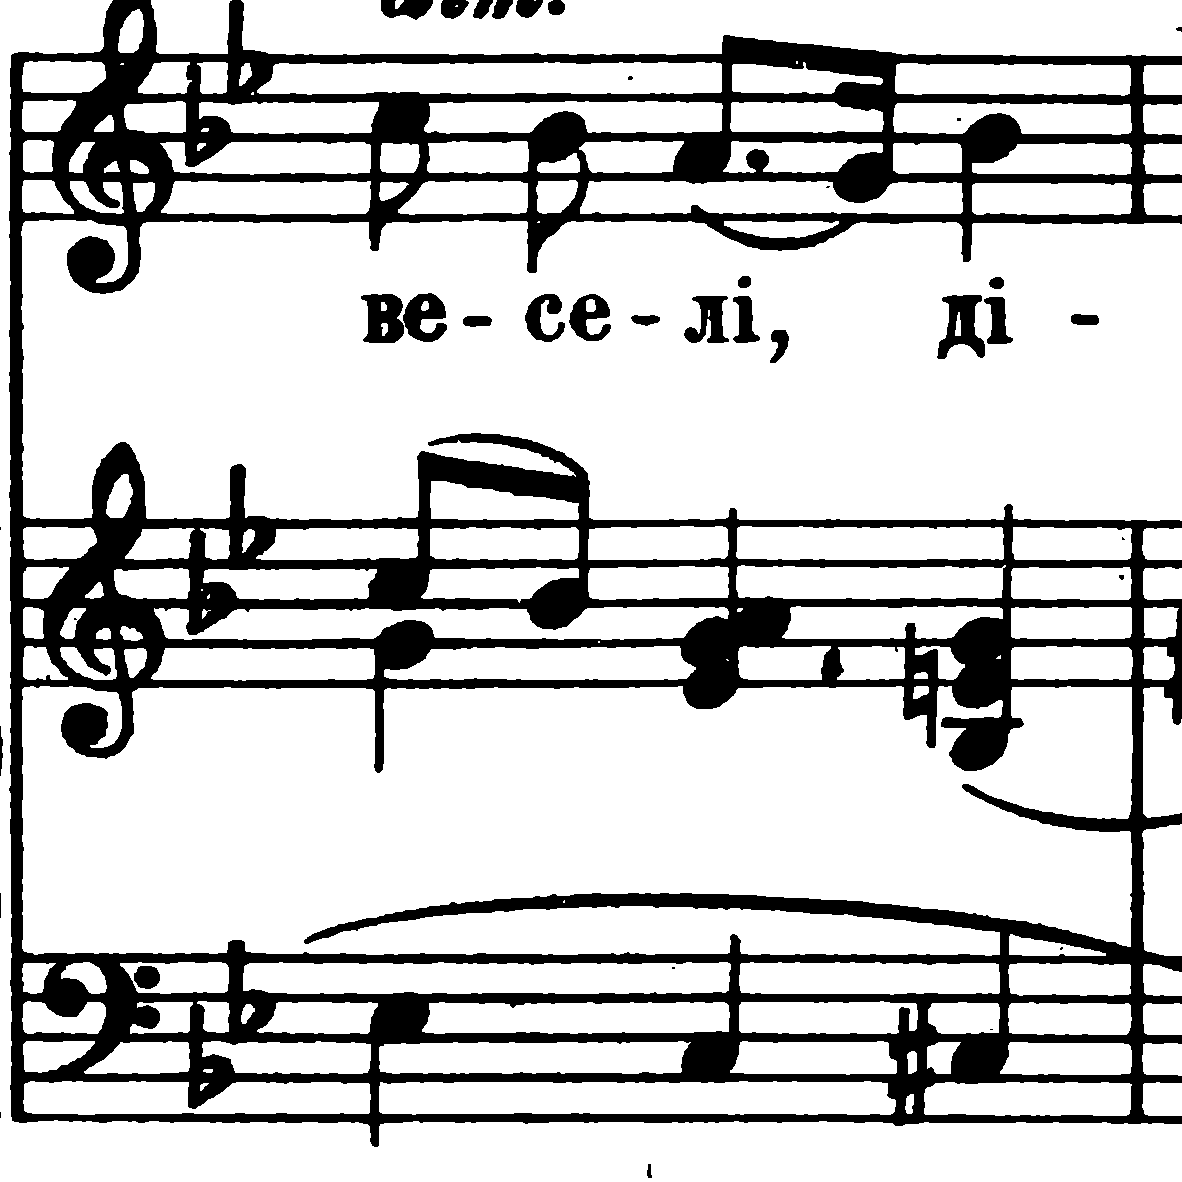 ве - се - лі, ді -